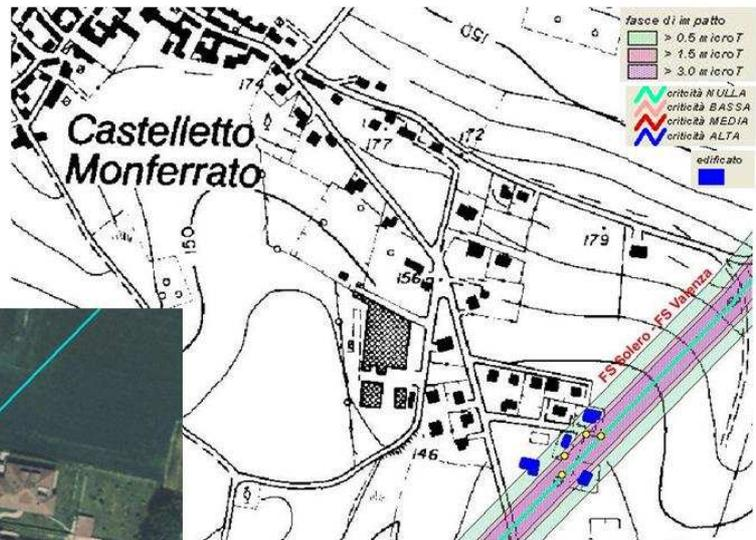 fasce di impatto
> 0.5 microT
> 1.5 microT
> 3.0 microT
criticità NULLA
criticità BASSA
criticità MEDIA
criticità ALTA
edificato
Castelletto
Monferrato
174
177
172
150
150
179
156
146
FS Solero - FS Valenza